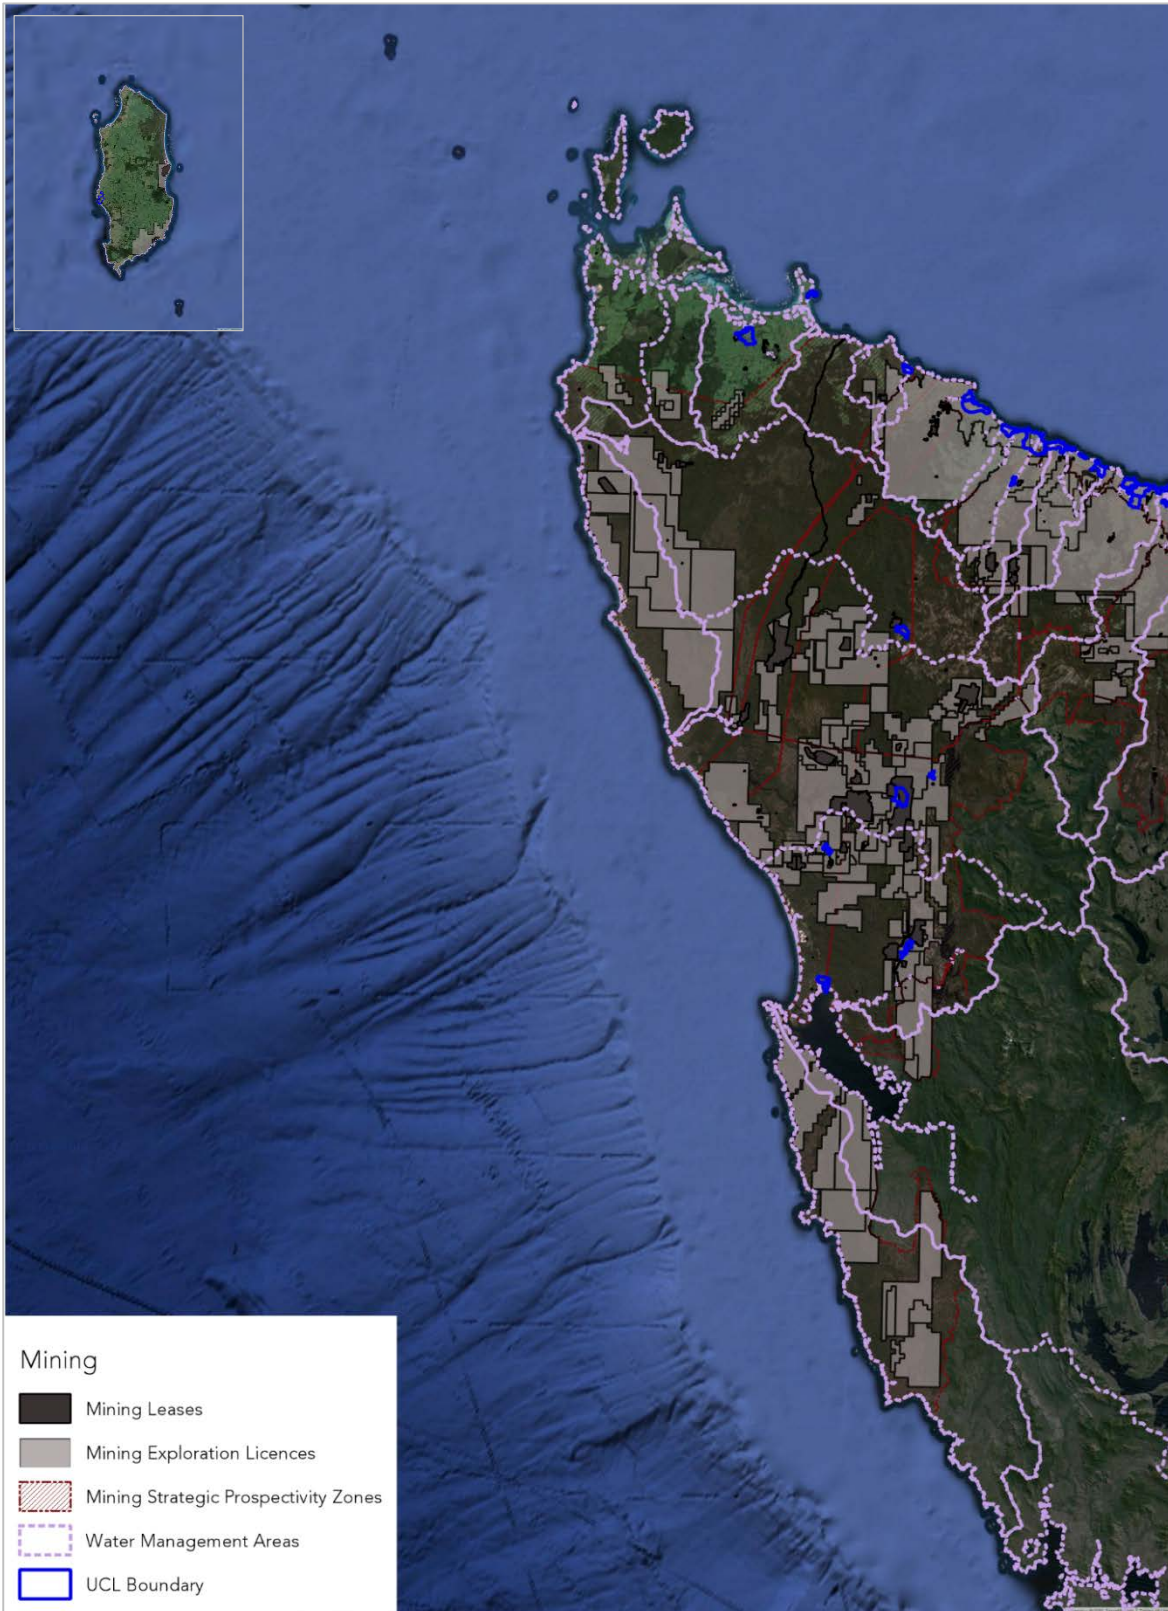 Mining
Mining Leases
Mining Exploration Licences
Mining Strategic Prospectivity Zones
Water Management Areas
UCL Boundary